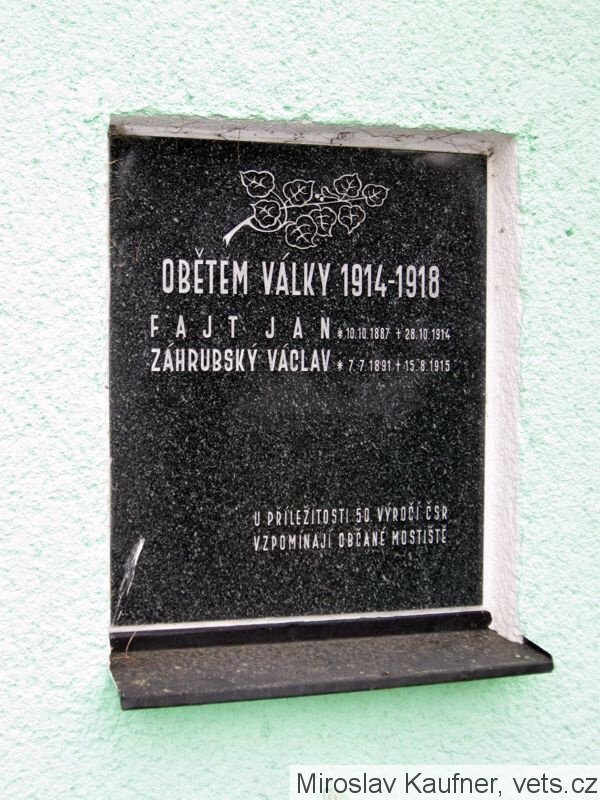 OBĚTEM VÁLKY 1914-1918
FAJT JAN * 10.10.1887 + 28.10.1914
ZÁHRUBSKÝ VÁCLAV * 7.7.1891 + 15.8.1915
U PŘÍLEŽITOSTI 50. VÝROČÍ ČSR
VZPOMÍNAJÍ OBČANÉ MOSTIŠTĚ
Miroslav Kaufner, vets.cz